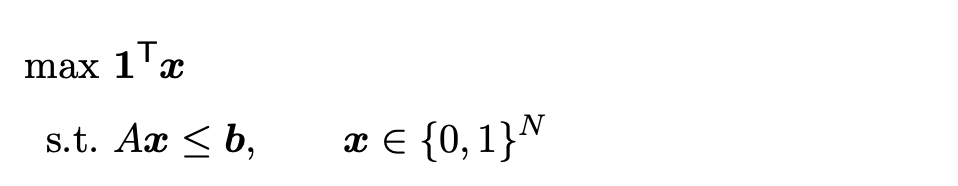 max 1ᵀx
s.t. Ax ≤ b, x ∈ {0, 1}ᴺ